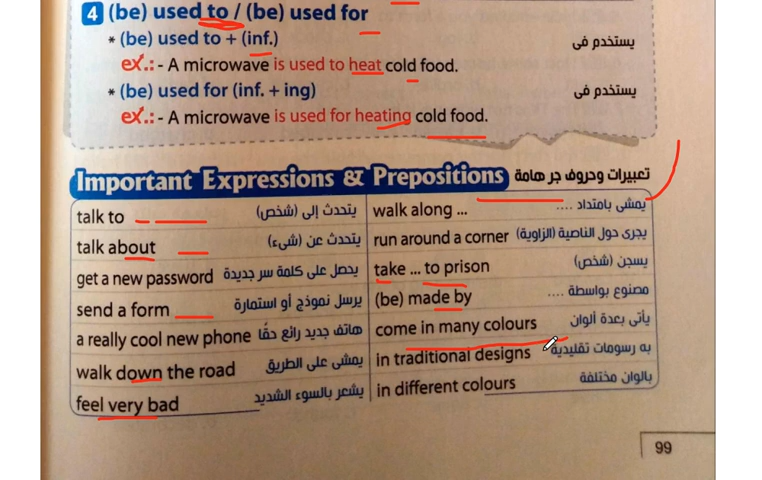 4 (be) used to / (be) used for
* (be) used to + (inf.) يستخدم فى
ex.: - A microwave is used to heat cold food.
* (be) used for (inf. + ing) يستخدم فى
ex.: - A microwave is used for heating cold food.
Important Expressions & Prepositions تعبيرات وحروف جر هامة
talk to يتحدث إلى (شخص)
talk about يتحدث عن (شىء)
get a new password يحصل على كلمة سر جديدة
send a form يرسل نموذج أو استمارة
a really cool new phone هاتف جديد رائع حقًا
walk down the road يمشى على الطريق
feel very bad يشعر بالسوء الشديد
walk along ... يمشى بامتداد ....
run around a corner يجرى حول الناصية (الزاوية)
take ... to prison يسجن (شخص)
(be) made by مصنوع بواسطة ....
come in many colours يأتى بعدة ألوان
in traditional designs به رسومات تقليدية
in different colours بالوان مختلفة
99